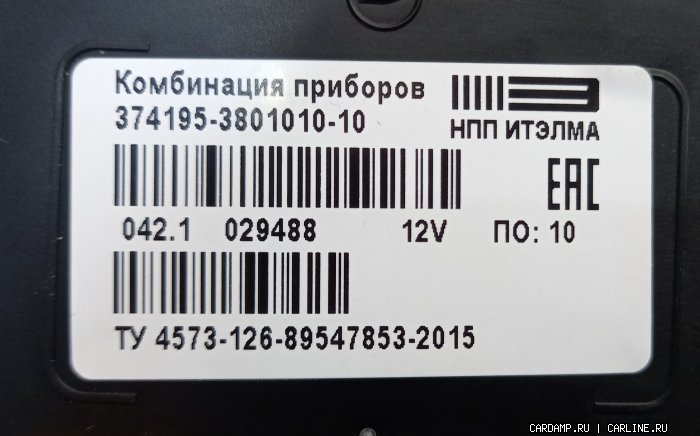 Комбинация приборов
374195-3801010-10
НПП ИТЭЛМА
EAC
042.1 029488 12V ПО: 10
ТУ 4573-126-89547853-2015
CARDAMP.RU | CARLINE.RU